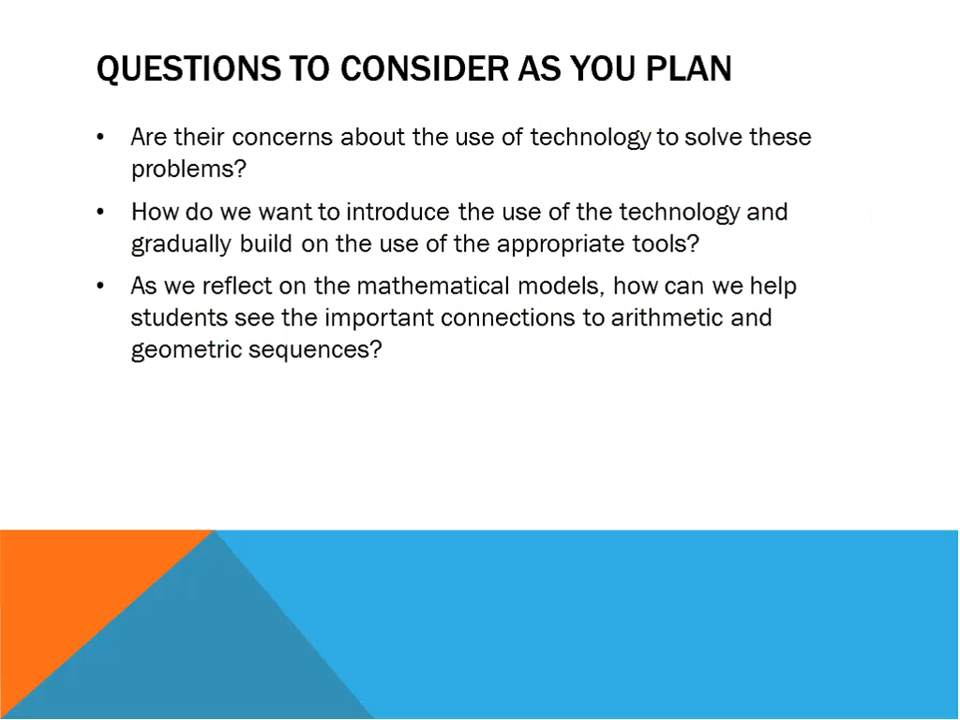 QUESTIONS TO CONSIDER AS YOU PLAN
• Are their concerns about the use of technology to solve these
problems?
• How do we want to introduce the use of the technology and
gradually build on the use of the appropriate tools?
• As we reflect on the mathematical models, how can we help
students see the important connections to arithmetic and
geometric sequences?